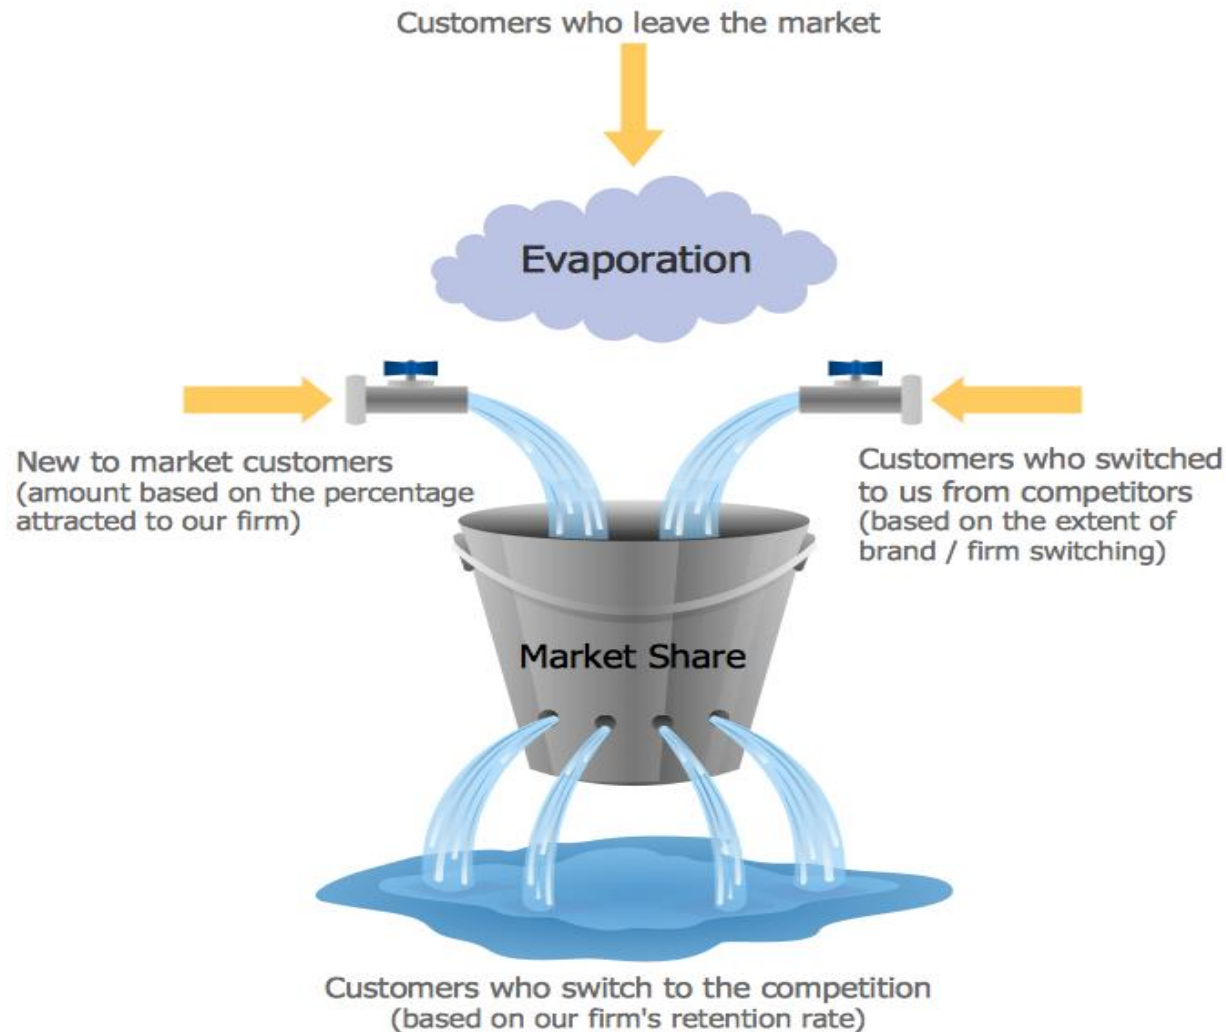 Customers who leave the market
Evaporation
New to market customers
(amount based on the percentage
attracted to our firm)
Customers who switched
to us from competitors
(based on the extent of
brand / firm switching)
Market Share
Customers who switch to the competition
(based on our firm's retention rate)